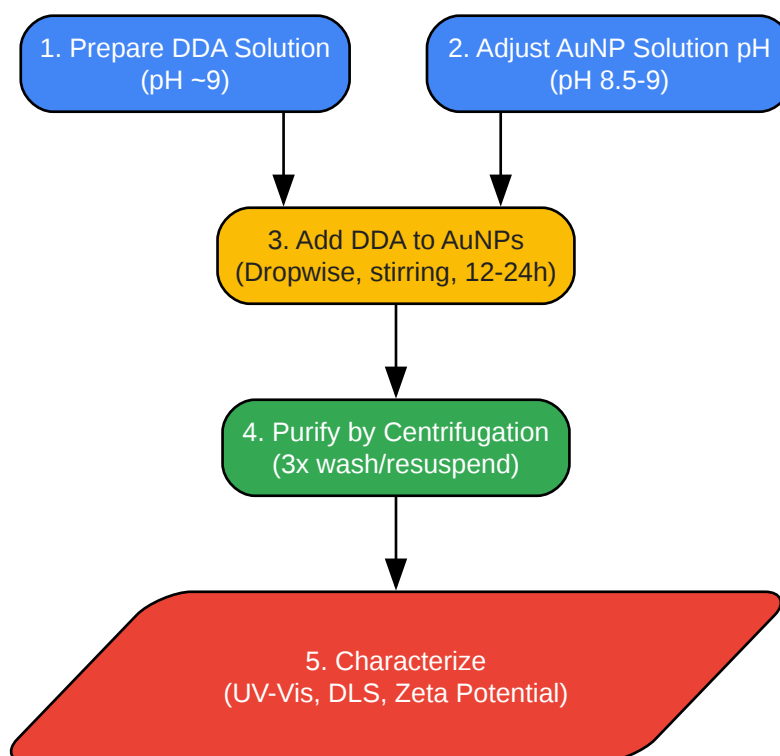 1. Prepare DDA Solution
(pH ~9)
2. Adjust AuNP Solution pH
(pH 8.5-9)
3. Add DDA to AuNPs
(Dropwise, stirring, 12-24h)
4. Purify by Centrifugation
(3x wash/resuspend)
5. Characterize
(UV-Vis, DLS, Zeta Potential)